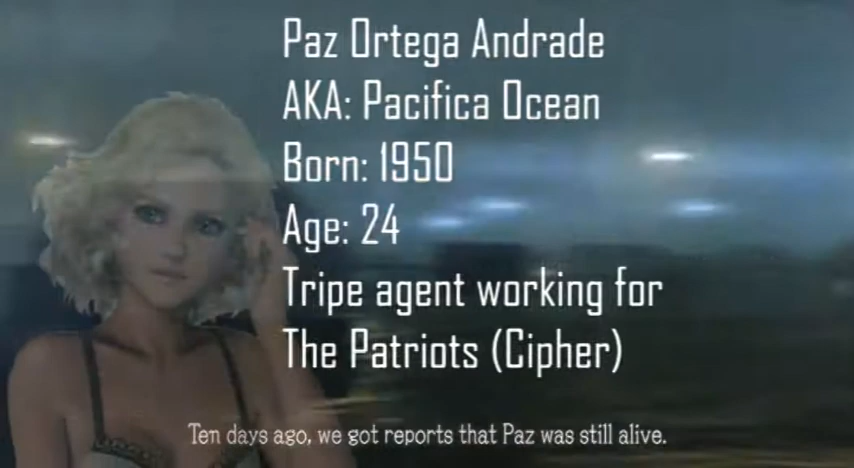 Paz Ortega Andrade
AKA: Pacifica Ocean
Born: 1950
Age: 24
Tripe agent working for
The Patriots (Cipher)
Ten days ago, we got reports that Paz was still alive.